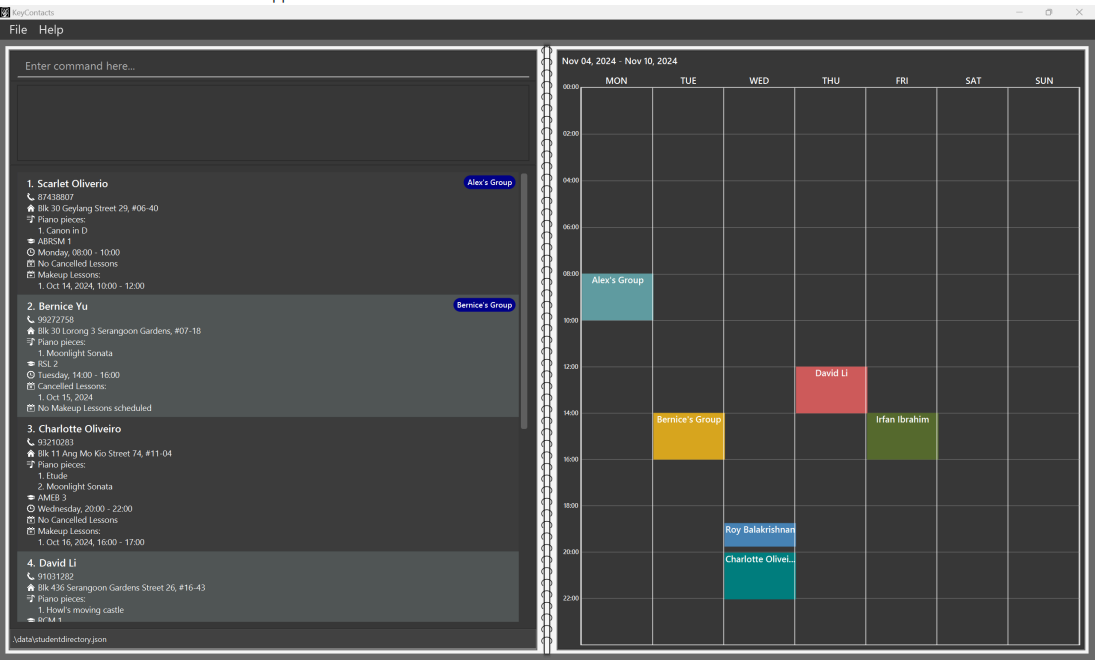 KeyContacts
File Help
Enter command here...
1. Scarlet Oliverio
Alex's Group
87438807
Blk 30 Geylang Street 29, #06-40
Piano pieces:
1. Canon in D
ABRSM 1
Monday, 08:00 - 10:00
No Cancelled Lessons
Makeup Lessons:
1. Oct 14, 2024, 10:00 - 12:00
2. Bernice Yu
Bernice's Group
99272758
Blk 30 Lorong 3 Serangoon Gardens, #07-18
Piano pieces:
1. Moonlight Sonata
RSL 2
Tuesday, 14:00 - 16:00
Cancelled Lessons:
1. Oct 15, 2024
No Makeup Lessons scheduled
3. Charlotte Oliveiro
93210283
Blk 11 Ang Mo Kio Street 74, #11-04
Piano pieces:
1. Etude
2. Moonlight Sonata
AMEB 3
Wednesday, 20:00 - 22:00
No Cancelled Lessons
Makeup Lessons:
1. Oct 16, 2024, 16:00 - 17:00
4. David Li
91031282
Blk 436 Serangoon Gardens Street 26, #16-43
Piano pieces:
1. Howl's moving castle
RCM 1
.\data\studentdirectory.json
Nov 04, 2024 - Nov 10, 2024
MON TUE WED THU FRI SAT SUN
00:00
02:00
04:00
06:00
08:00
Alex's Group
10:00
12:00
David Li
14:00
Bernice's Group
Irfan Ibrahim
16:00
18:00
Roy Balakrishnan
20:00
Charlotte Olivei...
22:00